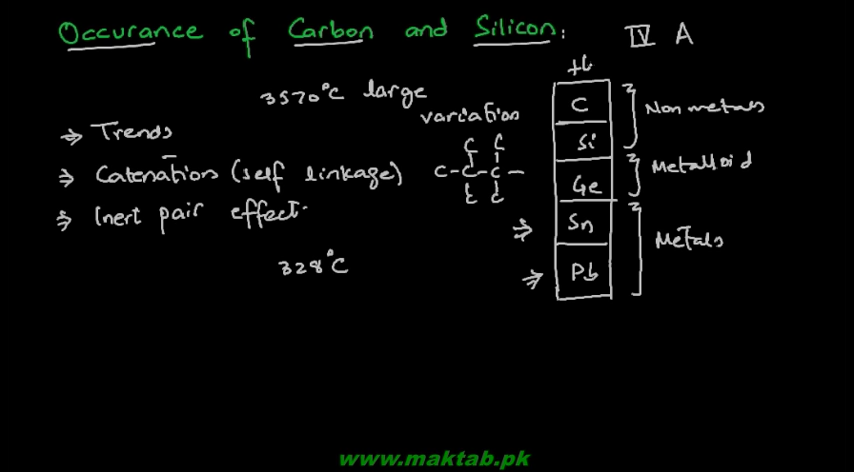 Occurance of Carbon and Silicon: IV A
3570°C large
variation
⇒ Trends
⇒ Catenation (self linkage)
⇒ Inert pair effect
328°C
C
Si
Ge
Sn
Pb
Non metals
Metalloid
Metals
C C
C-C-C-
C C
www.maktab.pk